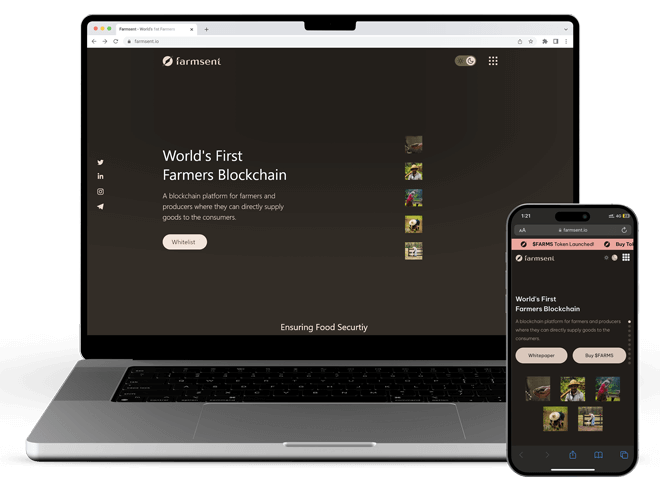 Farmsent - World's 1st Farmers
farmsent.io
farmsent
World's First
Farmers Blockchain
A blockchain platform for farmers and
producers where they can directly supply
goods to the consumers.
Whitelist
Ensuring Food Securtiy
1:21
4G
AA
farmsent.io
$FARMS Token Launched!
Buy Tok
farmsent
World's First
Farmers Blockchain
A blockchain platform for farmers and producers
where they can directly supply goods to the
consumers.
Whitepaper
Buy $FARMS